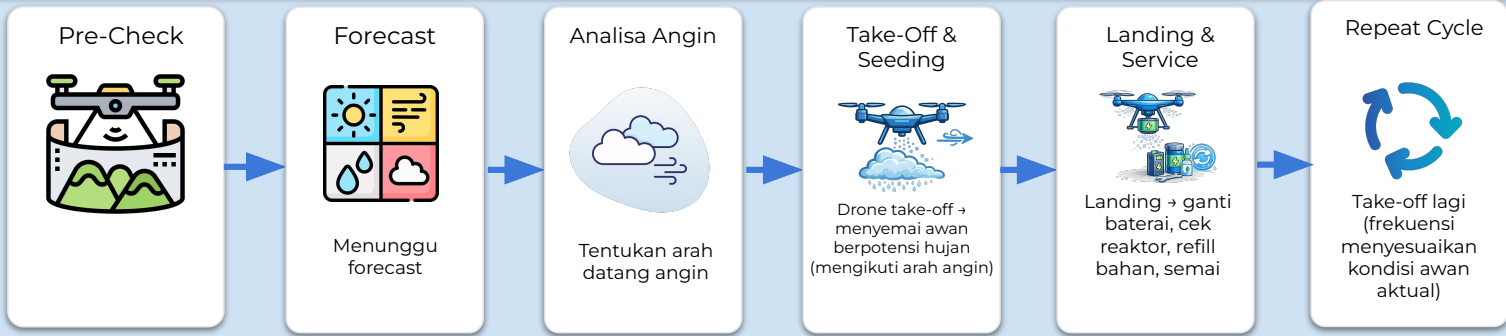 Pre-Check
Forecast
Menunggu
forecast
Analisa Angin
Tentukan arah
datang angin
Take-Off &
Seeding
Drone take-off →
menyemai awan
berpotensi hujan
(mengikuti arah angin)
Landing &
Service
Landing → ganti
baterai, cek
reaktor, refill
bahan, semai
Repeat Cycle
Take-off lagi
(frekuensi
menyesuaikan
kondisi awan
aktual)